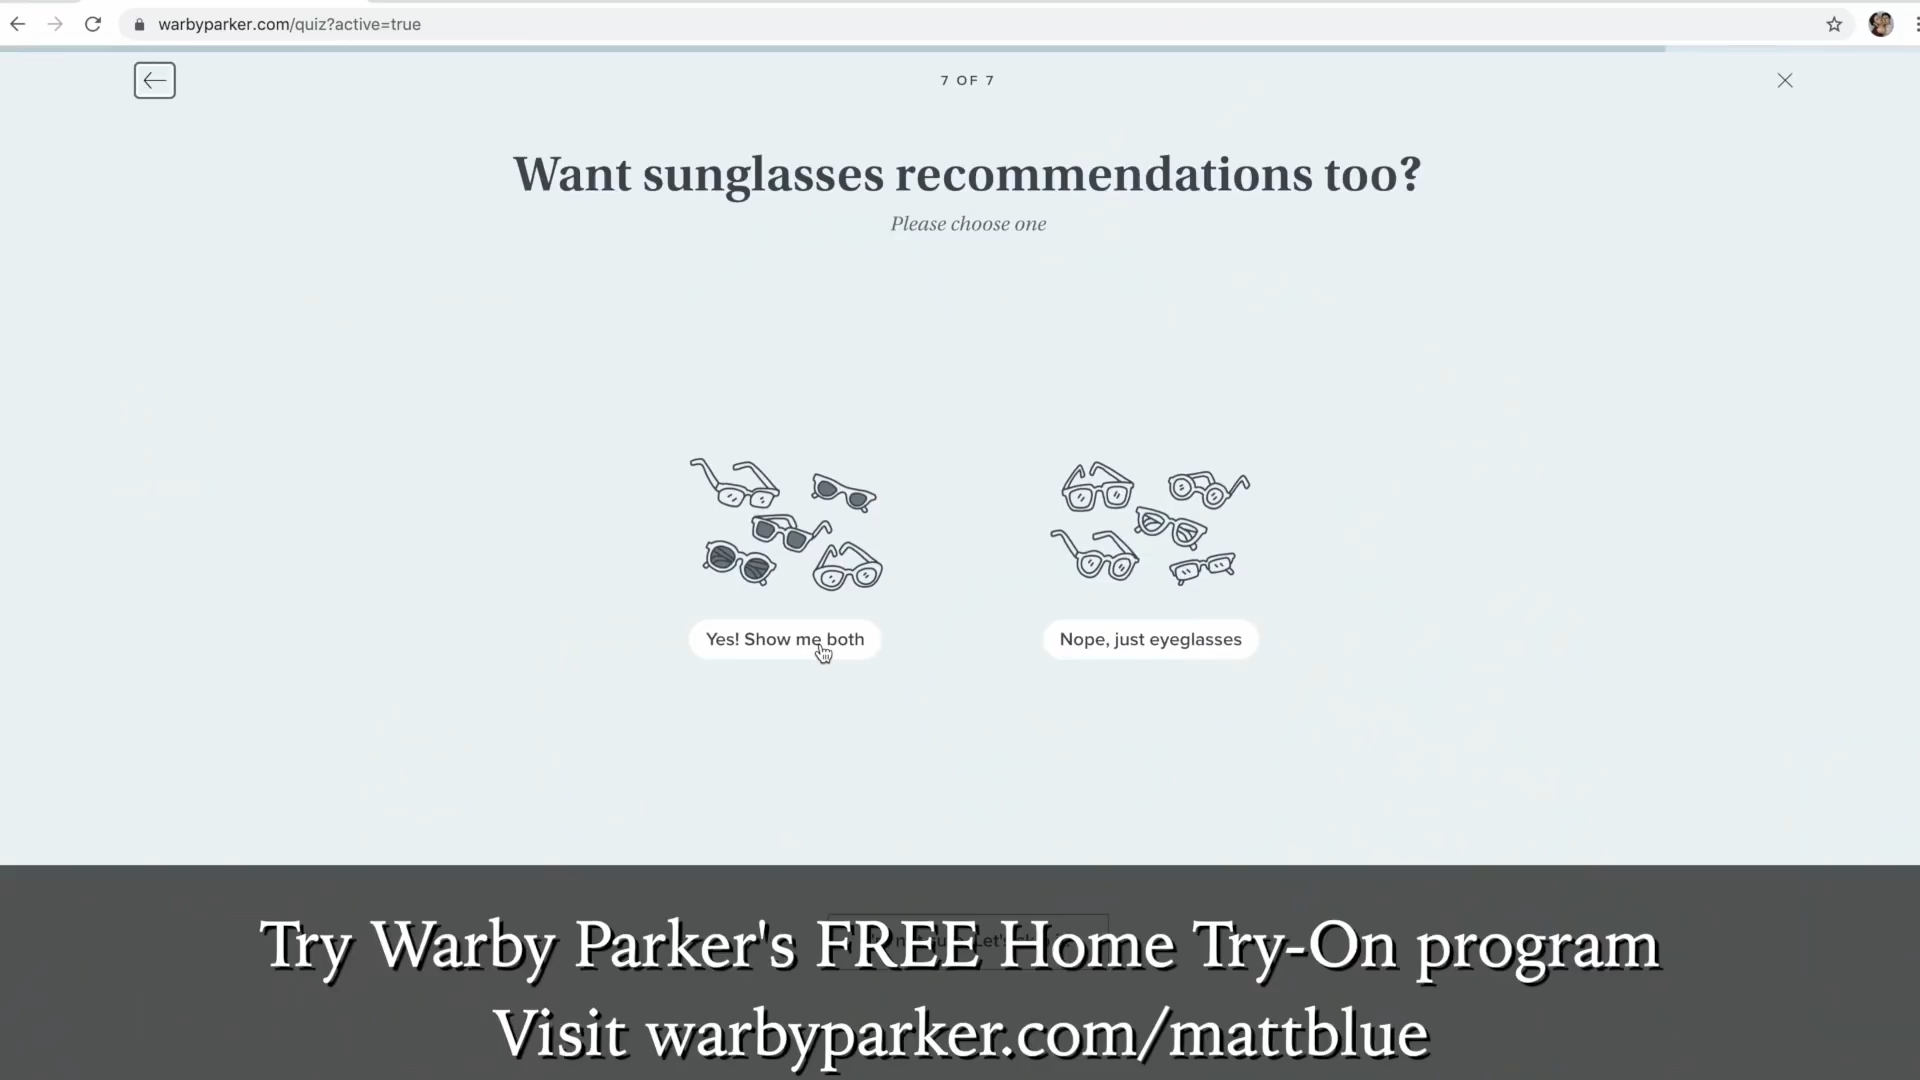 warbyparker.com/quiz?active=true
7 OF 7
Want sunglasses recommendations too?
Please choose one
Yes! Show me both
Nope, just eyeglasses
Try Warby Parker's FREE Home Try-On program
Visit warbyparker.com/mattblue